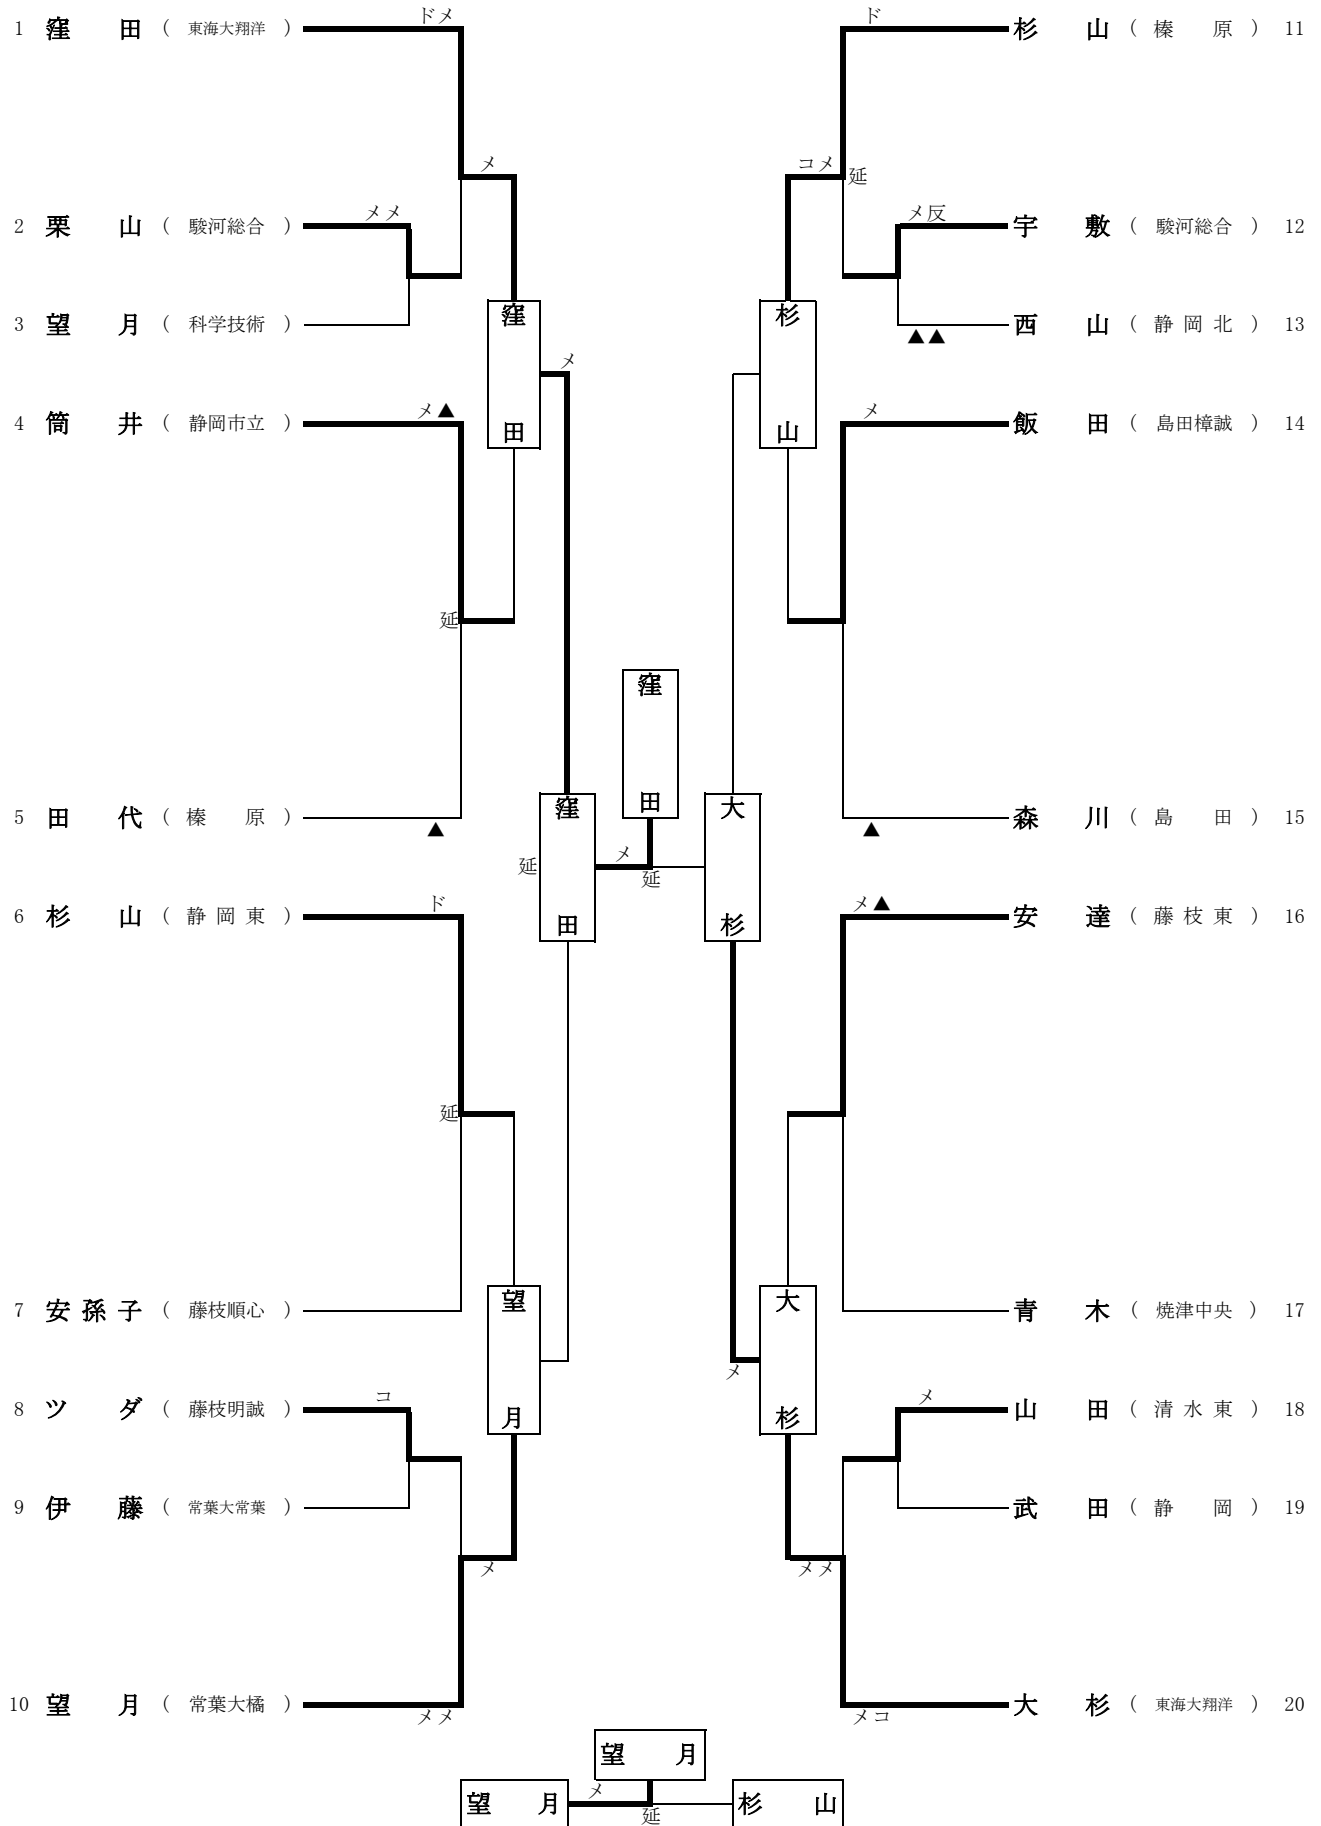 ドメ ド
1 窪田 ( 東海大翔洋 ) 杉山 ( 榛原 ) 11
メ コメ 延
2 栗山 ( 駿河総合 ) メメ メ反 宇敷 ( 駿河総合 ) 12
3 望月 ( 科学技術 ) 窪田 杉山 西山 ( 静岡北 ) 13
▲▲
メ
4 筒井 ( 静岡市立 ) メ▲ メ 飯田 ( 島田樟誠 ) 14
延
窪田
5 田代 ( 榛原 ) 窪田 大杉 森川 ( 島田 ) 15
▲ ▲
延 メ 延
6 杉山 ( 静岡東 ) ド メ▲ 安達 ( 藤枝東 ) 16
延
7 安孫子 ( 藤枝順心 ) 望月 大杉 青木 ( 焼津中央 ) 17
メ
8 ツダ ( 藤枝明誠 ) コ メ 山田 ( 清水東 ) 18
9 伊藤 ( 常葉大常葉 ) 武田 ( 静岡 ) 19
メ メメ
10 望月 ( 常葉大橘 ) 大杉 ( 東海大翔洋 ) 20
メメ メコ
望月
望月 メ 延 杉山